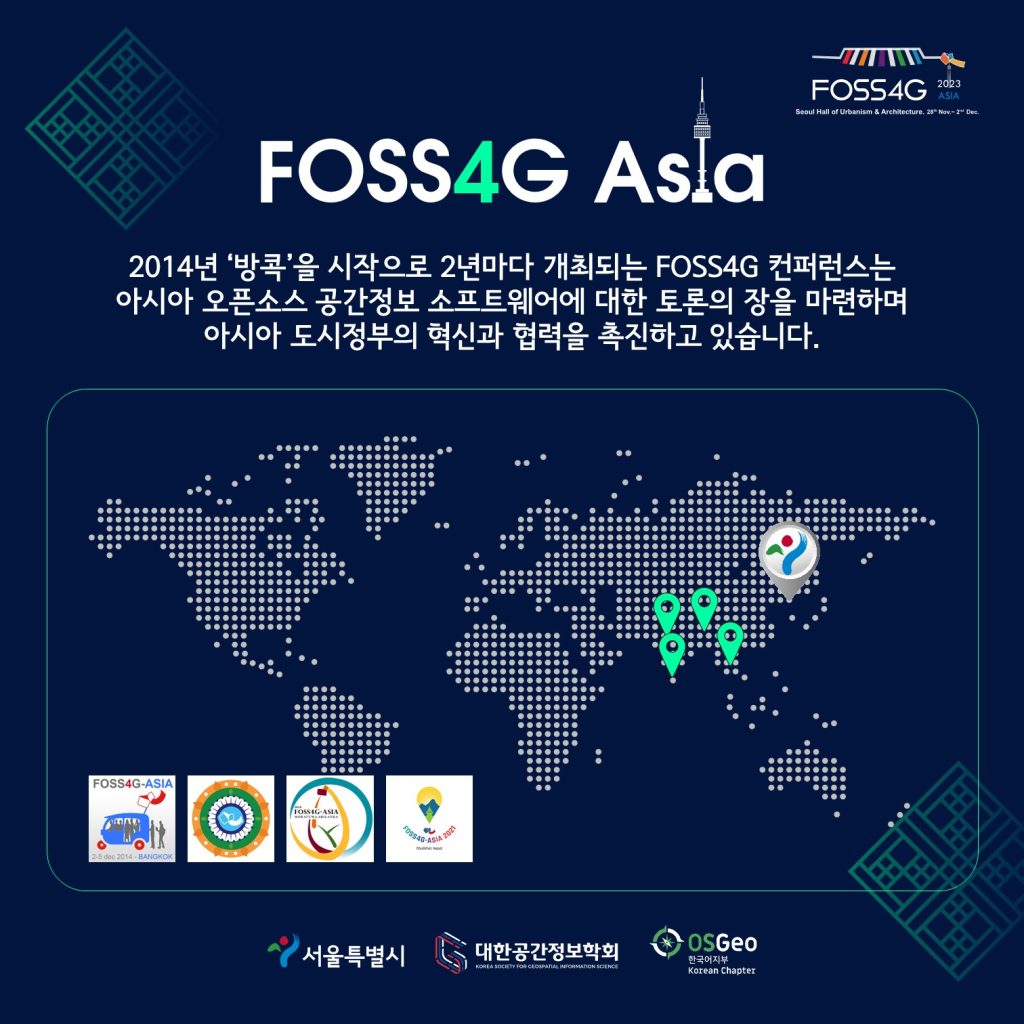 FOSS4G 2023
ASIA
Seoul Hall of Urbanism & Architecture. 28th Nov.~ 2nd Dec.
FOSS4G Asia
2014년 ‘방콕’을 시작으로 2년마다 개최되는 FOSS4G 컨퍼런스는
아시아 오픈소스 공간정보 소프트웨어에 대한 토론의 장을 마련하며
아시아 도시정부의 혁신과 협력을 촉진하고 있습니다.
FOSS4G-ASIA
2-5 dec 2014 - BANGKOK
FOSS4G-ASIA
FOSS4G-ASIA 2021
서울특별시
대한공간정보학회
KOREA SOCIETY FOR GEOSPATIAL INFORMATION SCIENCE
OSGeo
한국어지부
Korean Chapter